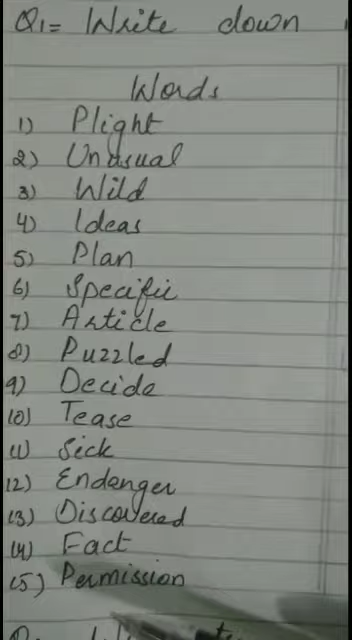 Q1= Write down
Words
1) Plight
2) Unusual
3) Wild
4) Ideas
5) Plan
6) Specific
7) Article
8) Puzzled
9) Decide
10) Tease
11) Sick
12) Endanger
13) Discovered
14) Fact
15) Permission